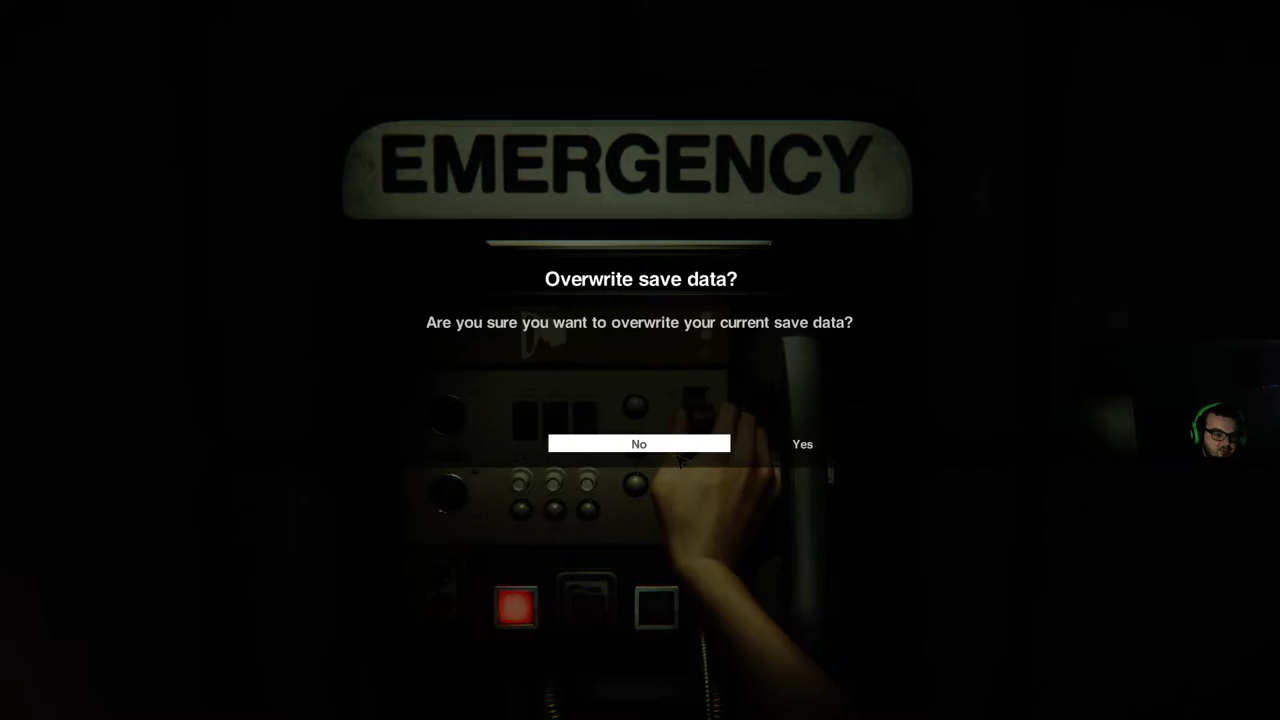 EMERGENCY
Overwrite save data?
Are you sure you want to overwrite your current save data?
No
Yes